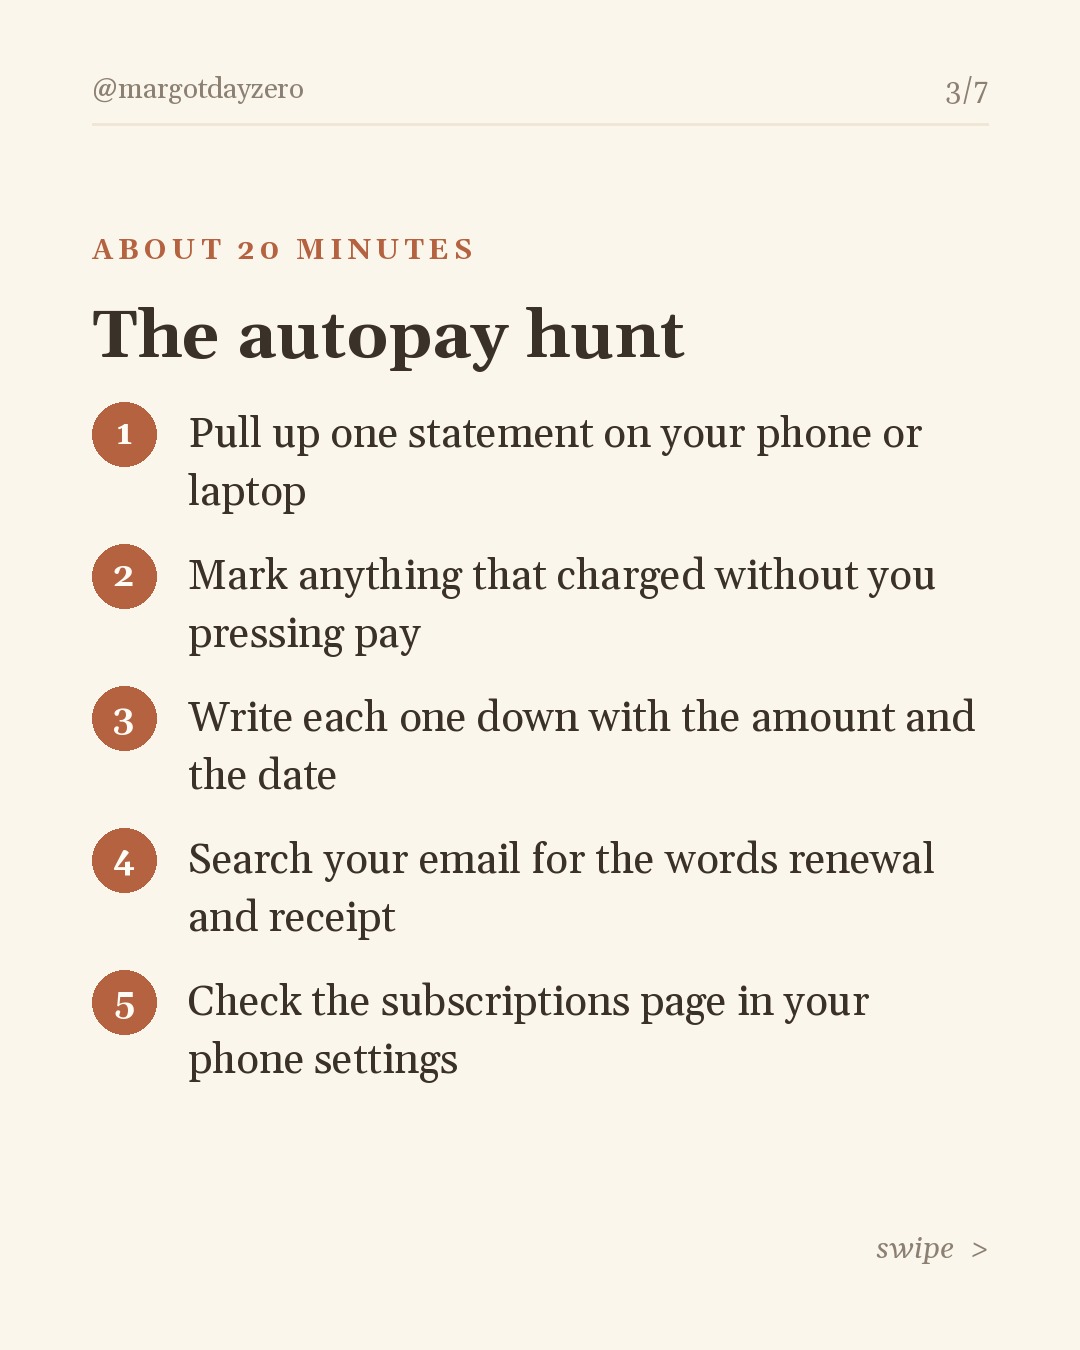 @margotdayzero
3/7
ABOUT 20 MINUTES
The autopay hunt
1 Pull up one statement on your phone or
laptop
2 Mark anything that charged without you
pressing pay
3 Write each one down with the amount and
the date
4 Search your email for the words renewal
and receipt
5 Check the subscriptions page in your
phone settings
swipe >